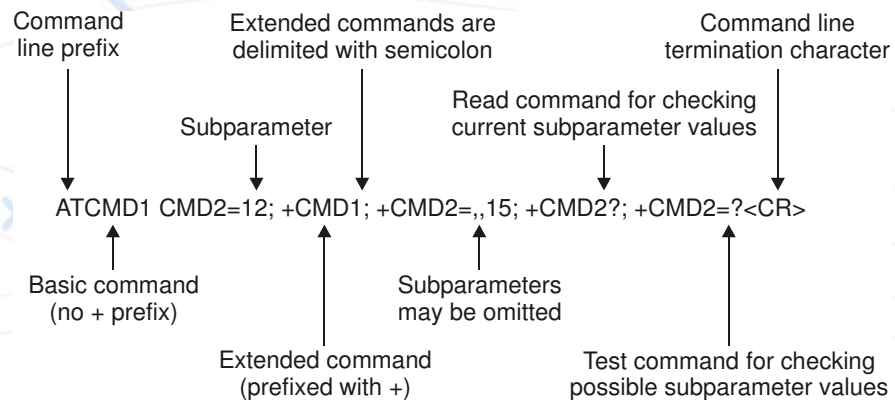 Command
line prefix
Extended commands are
delimited with semicolon
Command line
termination character
Subparameter
Read command for checking
current subparameter values
ATCMD1 CMD2=12; +CMD1; +CMD2=,,15; +CMD2?; +CMD2=?<CR>
Basic command
(no + prefix)
Subparameters
may be omitted
Extended command
(prefixed with +)
Test command for checking
possible subparameter values